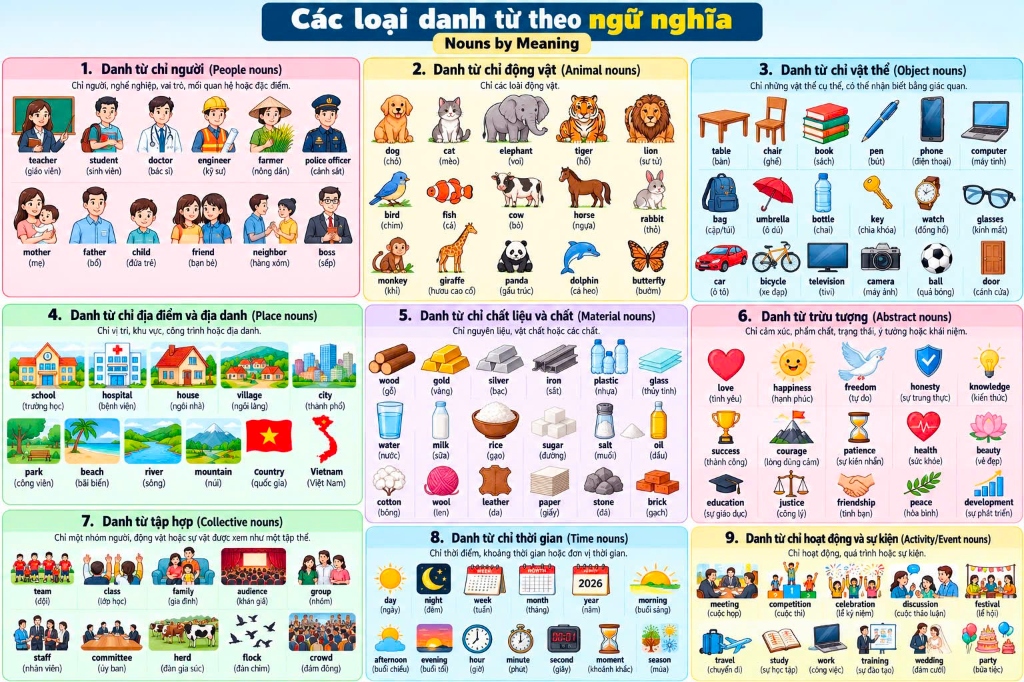 Các loại danh từ theo ngữ nghĩa
Nouns by Meaning
1. Danh từ chỉ người (People nouns)
Chỉ người, nghề nghiệp, vai trò, mối quan hệ hoặc đặc điểm.
teacher student doctor engineer farmer police officer
(giáo viên) (sinh viên) (bác sĩ) (kỹ sư) (nông dân) (cảnh sát)
mother father child friend neighbor boss
(mẹ) (bố) (đứa trẻ) (bạn bè) (hàng xóm) (sếp)
2. Danh từ chỉ động vật (Animal nouns)
Chỉ các loài động vật.
dog cat elephant tiger lion
(chó) (mèo) (voi) (hổ) (sư tử)
bird fish cow horse rabbit
(chim) (cá) (bò) (ngựa) (thỏ)
monkey giraffe panda dolphin butterfly
(khỉ) (hươu cao cổ) (gấu trúc) (cá heo) (bướm)
3. Danh từ chỉ vật thể (Object nouns)
Chỉ những vật thể cụ thể, có thể nhận biết bằng giác quan.
table chair book pen phone computer
(bàn) (ghế) (sách) (bút) (điện thoại) (máy tính)
bag umbrella bottle key watch glasses
(cặp/túi) (ô dù) (chai) (chìa khóa) (đồng hồ) (kính mắt)
car bicycle television camera ball door
(ô tô) (xe đạp) (tivi) (máy ảnh) (quả bóng) (cánh cửa)
4. Danh từ chỉ địa điểm và địa danh (Place nouns)
Chỉ vị trí, khu vực, công trình hoặc địa danh.
school hospital house village city
(trường học) (bệnh viện) (ngôi nhà) (ngôi làng) (thành phố)
park beach river mountain country Vietnam
(công viên) (bãi biển) (sông) (núi) (quốc gia) (Việt Nam)
5. Danh từ chỉ chất liệu và chất (Material nouns)
Chỉ nguyên liệu, vật chất hoặc các chất.
wood gold silver iron plastic glass
(gỗ) (vàng) (bạc) (sắt) (nhựa) (thủy tinh)
water milk rice sugar salt oil
(nước) (sữa) (gạo) (đường) (muối) (dầu)
cotton wool leather paper stone brick
(bông) (len) (da) (giấy) (đá) (gạch)
6. Danh từ trừu tượng (Abstract nouns)
Chỉ cảm xúc, phẩm chất, trạng thái, ý tưởng hoặc khái niệm.
love happiness freedom honesty knowledge
(tình yêu) (hạnh phúc) (tự do) (sự trung thực) (kiến thức)
success courage patience health beauty
(thành công) (lòng dũng cảm) (sự kiên nhẫn) (sức khỏe) (vẻ đẹp)
education justice friendship peace development
(sự giáo dục) (công lý) (tình bạn) (hòa bình) (sự phát triển)
7. Danh từ tập hợp (Collective nouns)
Chỉ một nhóm người, động vật hoặc sự vật được xem như một tập thể.
team class family audience group
(đội) (lớp học) (gia đình) (khán giả) (nhóm)
staff committee herd flock crowd
(nhân viên) (ủy ban) (đàn gia súc) (đàn chim) (đám đông)
8. Danh từ chỉ thời gian (Time nouns)
Chỉ thời điểm, khoảng thời gian hoặc đơn vị thời gian.
WEEK MONTH YEAR
2026
day night week month year morning
(ngày) (đêm) (tuần) (tháng) (năm) (buổi sáng)
afternoon evening hour minute second moment season
(buổi chiều) (buổi tối) (giờ) (phút) (giây) (khoảnh khắc) (mùa)
9. Danh từ chỉ hoạt động và sự kiện (Activity/Event nouns)
Chỉ hoạt động, quá trình hoặc sự kiện.
meeting competition celebration discussion festival
(cuộc họp) (cuộc thi) (lễ kỷ niệm) (cuộc thảo luận) (lễ hội)
travel study work training wedding party
(chuyến đi) (sự học tập) (công việc) (sự đào tạo) (đám cưới) (bữa tiệc)